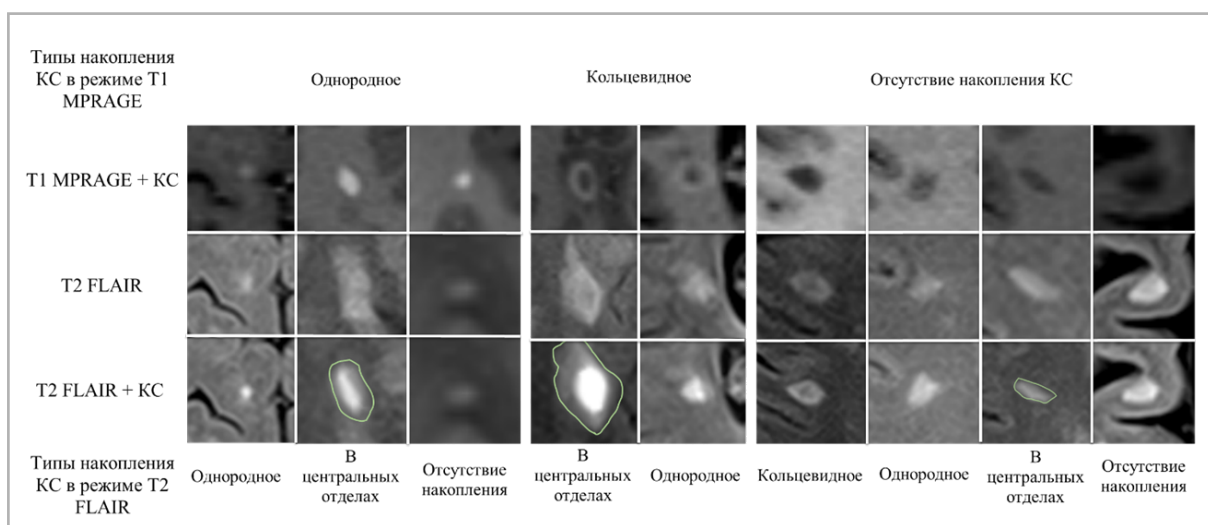 Типы накопления
КС в режиме Т1
MPRAGE
Однородное
Кольцевидное
Отсутствие накопления КС
T1 MPRAGE + КС
T2 FLAIR
T2 FLAIR + КС
Типы накопления
КС в режиме Т2
FLAIR
Однородное
В
центральных
отделах
Отсутствие
накопления
В
центральных
отделах
Однородное
Кольцевидное
Однородное
В
центральных
отделах
Отсутствие
накопления